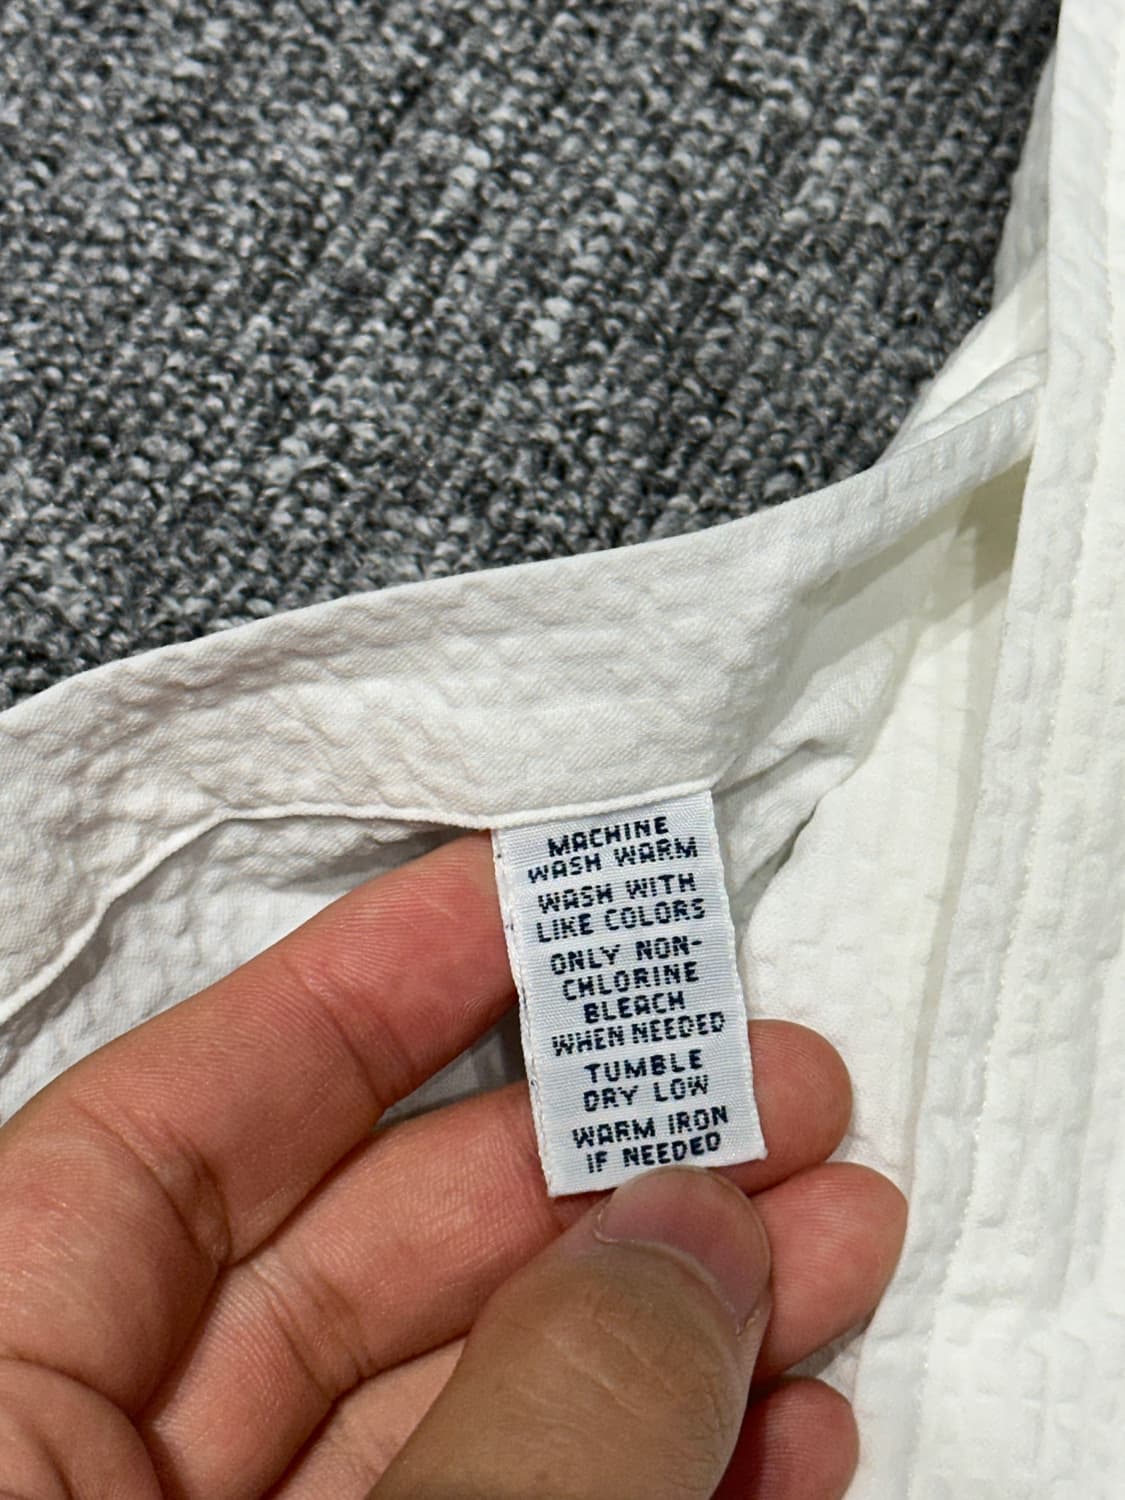 MACHINE
WASH WARM
WASH WITH
LIKE COLORS
ONLY NON-
CHLORINE
BLEACH
WHEN NEEDED
TUMBLE
DRY LOW
WARM IRON
IF NEEDED